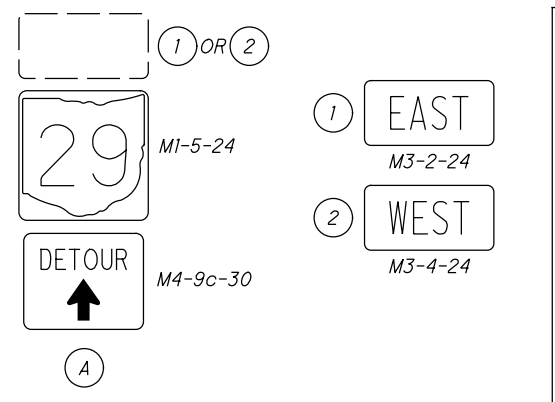 1 OR 2
29
M1-5-24
DETOUR
M4-9c-30
A
1 EAST
M3-2-24
2 WEST
M3-4-24